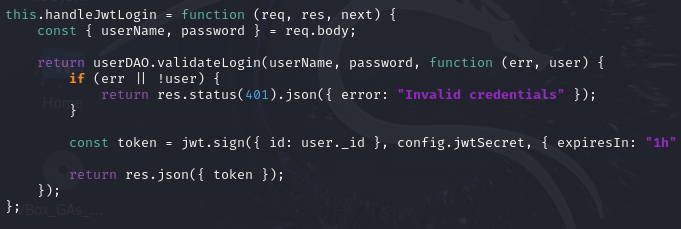 this.handleJwtLogin = function (req, res, next) {
    const { userName, password } = req.body;
    return userDAO.validateLogin(userName, password, function (err, user) {
        if (err || !user) {
            return res.status(401).json({ error: "Invalid credentials" });
Home
        }
        const token = jwt.sign({ id: user._id }, config.jwtSecret, { expiresIn: "1h"
        return res.json({ token });
    });
};